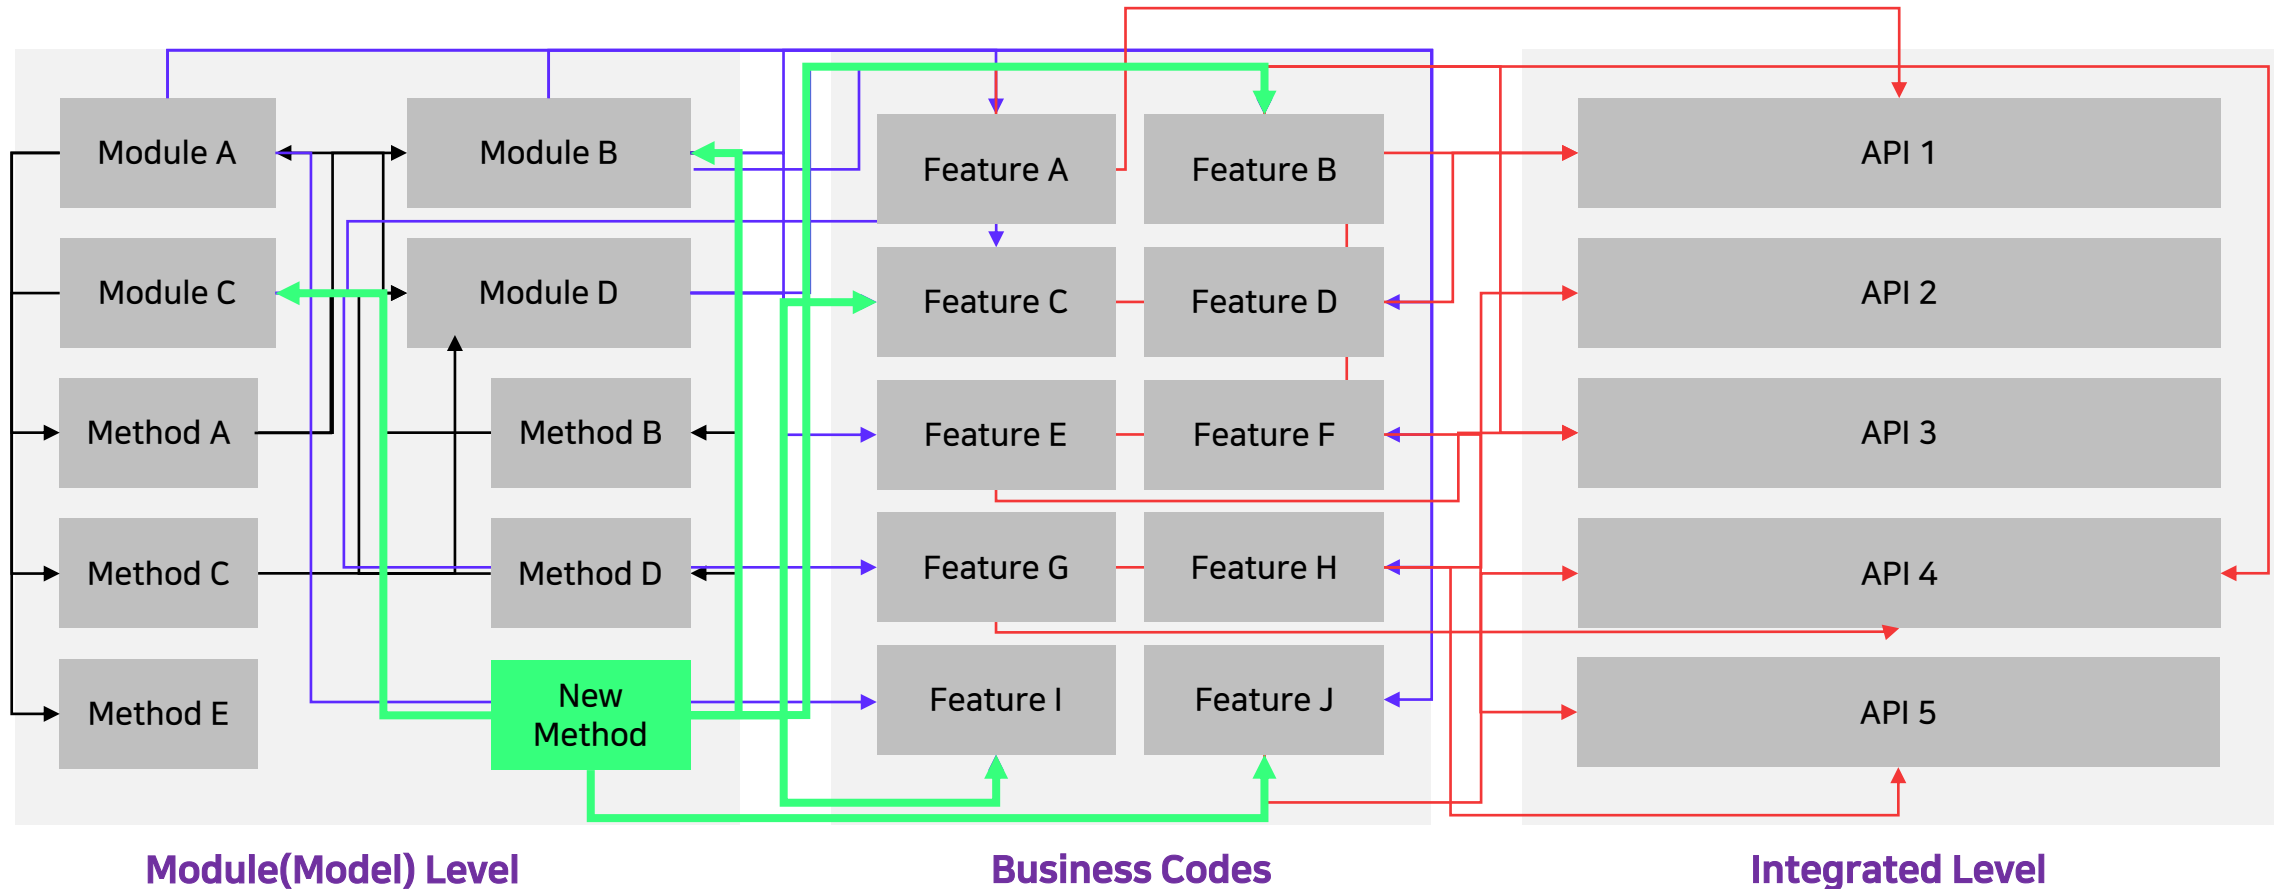 Module A
Module B
Module C
Module D
Method A
Method B
Method C
Method D
Method E
New
Method
Module(Model) Level
Feature A
Feature B
Feature C
Feature D
Feature E
Feature F
Feature G
Feature H
Feature I
Feature J
Business Codes
API 1
API 2
API 3
API 4
API 5
Integrated Level